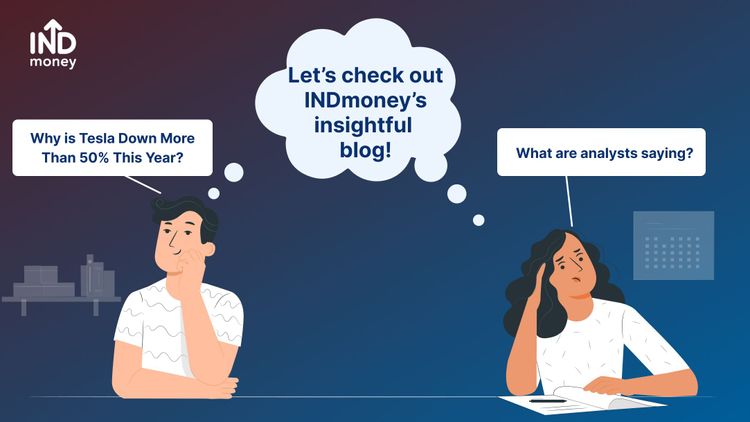 IND
money
Let's check out
INDmoney's
insightful
blog!
Why is Tesla Down More
Than 50% This Year?
What are analysts saying?